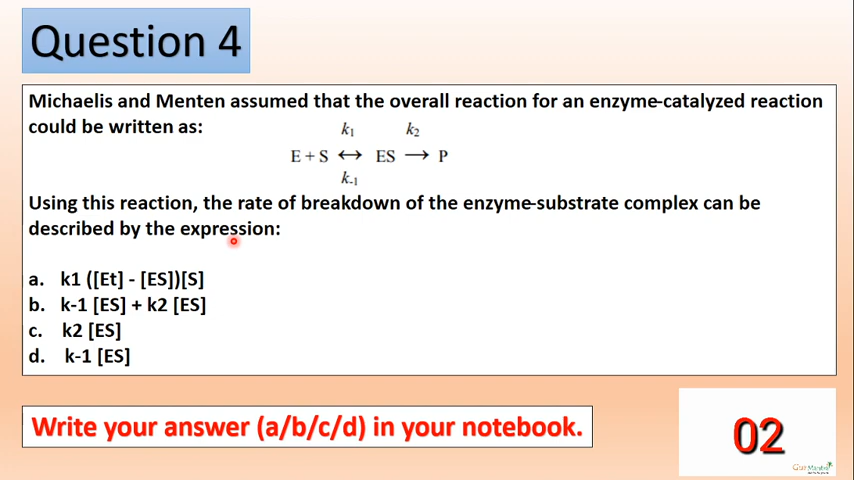 Question 4
Michaelis and Menten assumed that the overall reaction for an enzyme-catalyzed reaction
could be written as:
k1 k2
E + S ↔ ES → P
k-1
Using this reaction, the rate of breakdown of the enzyme-substrate complex can be
described by the expression:
a. k1 ([Et] - [ES])[S]
b. k-1 [ES] + k2 [ES]
c. k2 [ES]
d. k-1 [ES]
Write your answer (a/b/c/d) in your notebook.
02